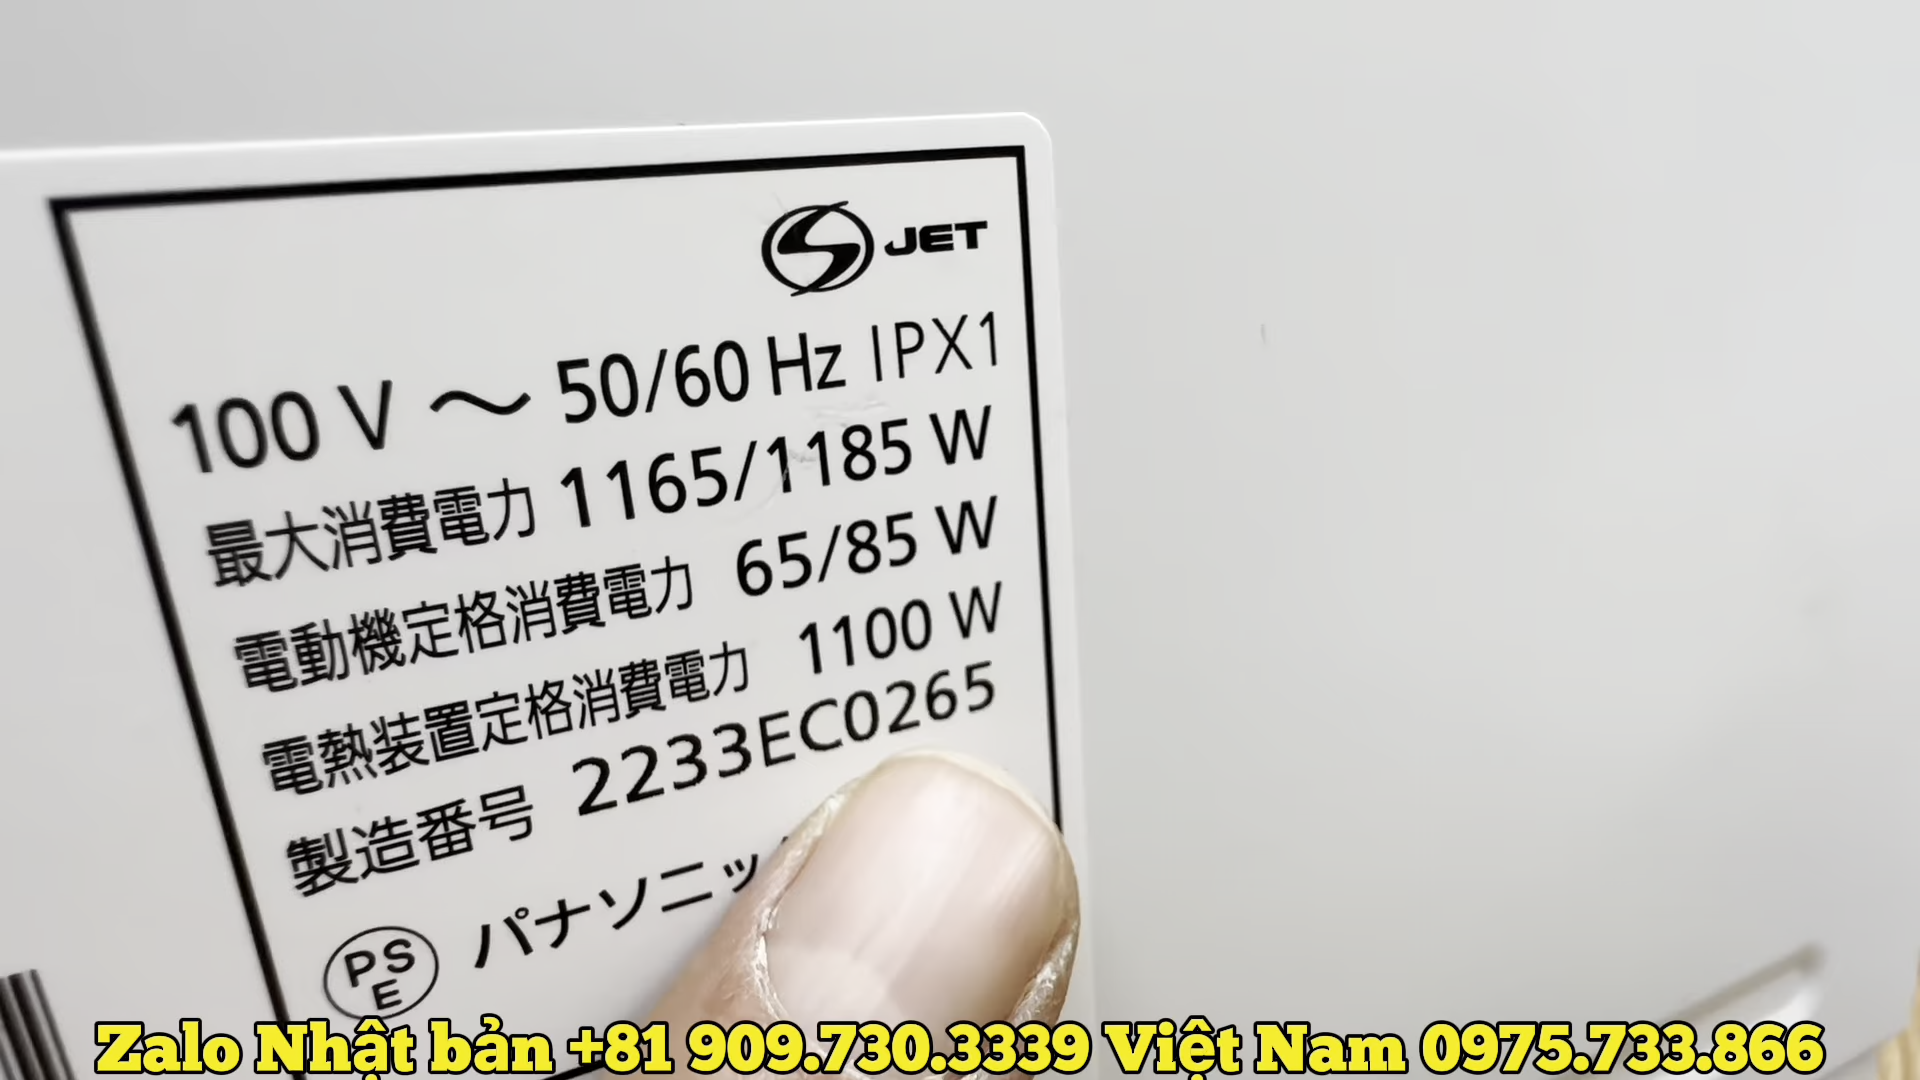 S JET
100 V ～ 50/60 Hz IPX1
最大消費電力 1165/1185 W
電動機定格消費電力 65/85 W
電熱装置定格消費電力 1100 W
製造番号 2233EC0265
PSE パナソニッ
Zalo Nhật bản +81 909.730.3339 Việt Nam 0975.733.866